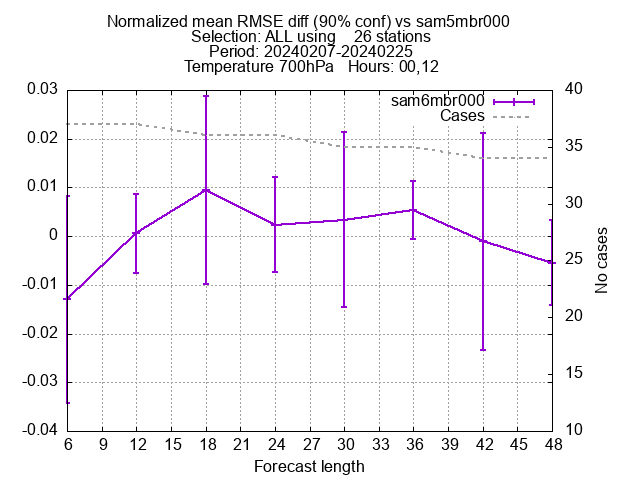 Normalized mean RMSE diff (90% conf) vs sam5mbr000
Selection: ALL using    26 stations
Period: 20240207-20240225
Temperature 700hPa   Hours: 00,12
sam6mbr000
Cases
0.03
0.02
0.01
0
-0.01
-0.02
-0.03
-0.04
40
35
30
25
20
15
10
No cases
6 9 12 15 18 21 24 27 30 33 36 39 42 45 48
Forecast length